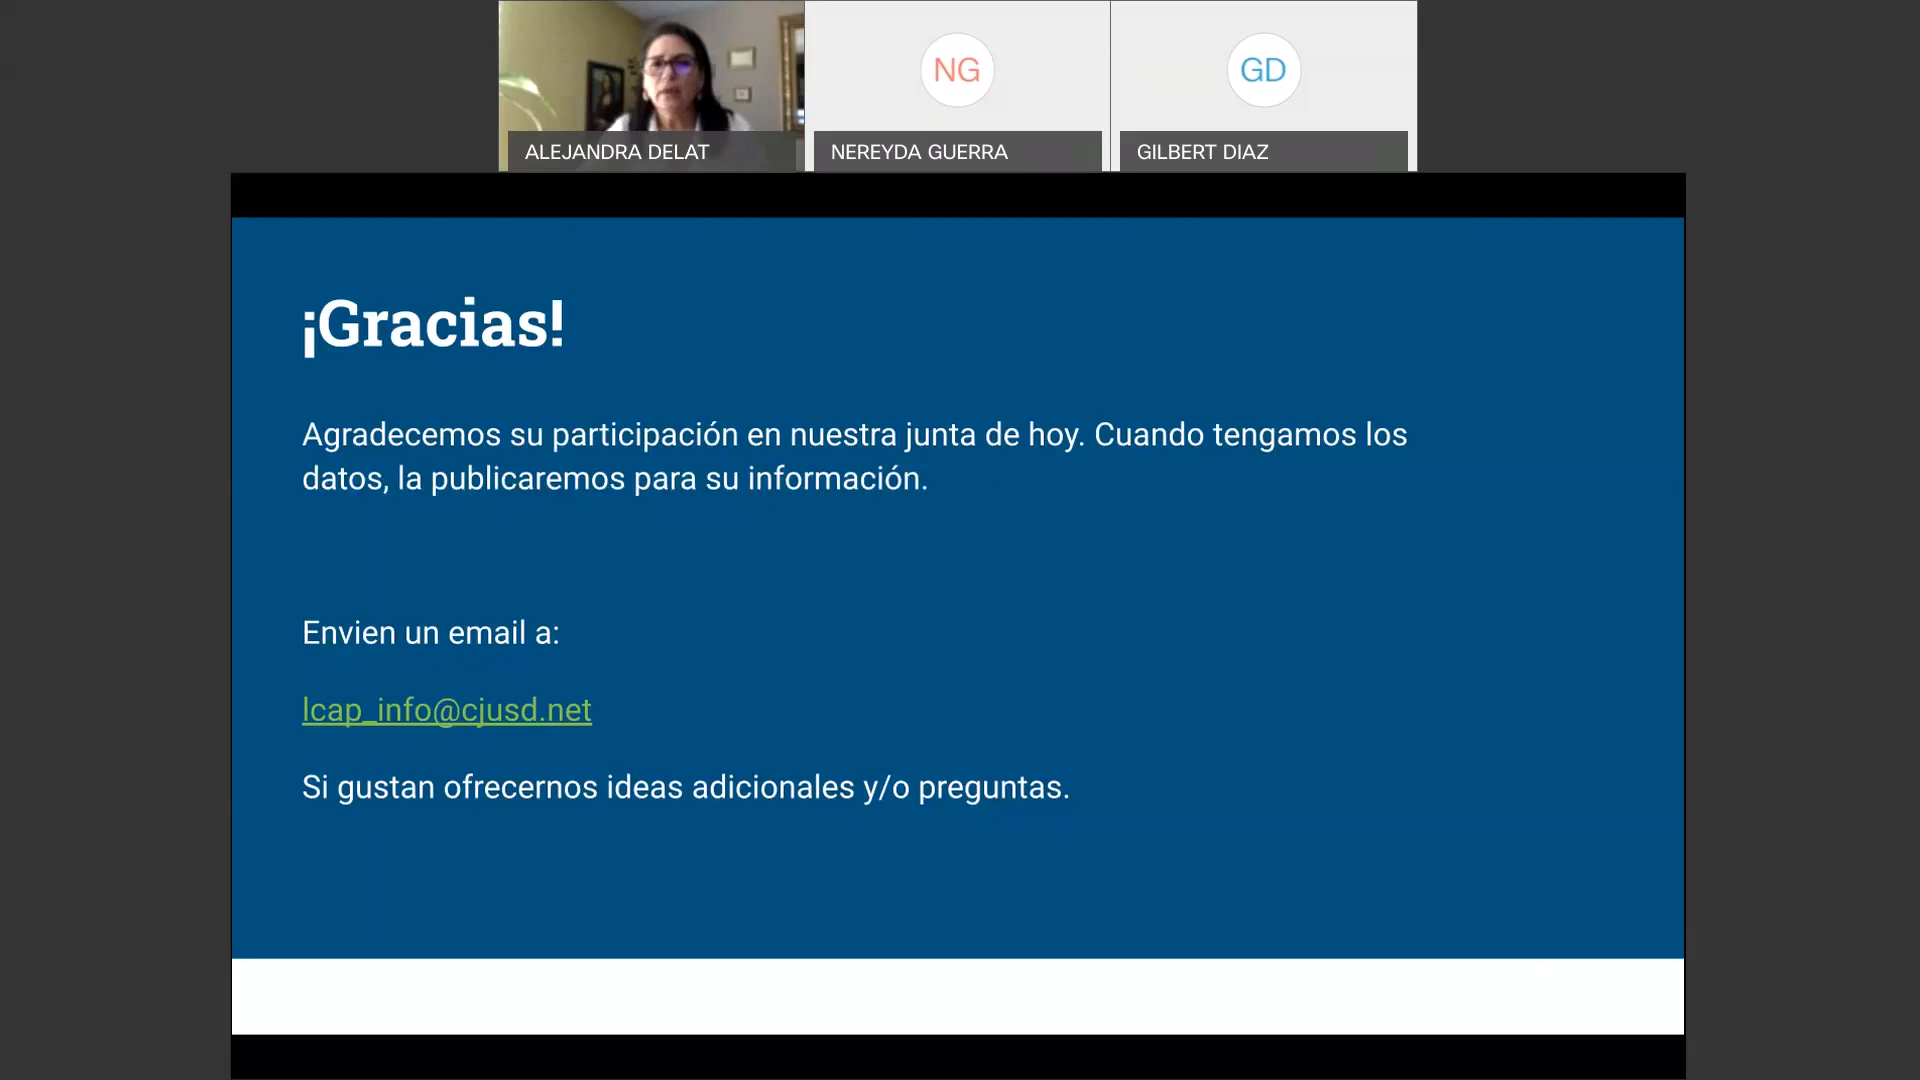 NG
GD
ALEJANDRA DELAT
NEREYDA GUERRA
GILBERT DIAZ
¡Gracias!
Agradecemos su participación en nuestra junta de hoy. Cuando tengamos los
datos, la publicaremos para su información.
Envien un email a:
lcap_info@cjusd.net
Si gustan ofrecernos ideas adicionales y/o preguntas.